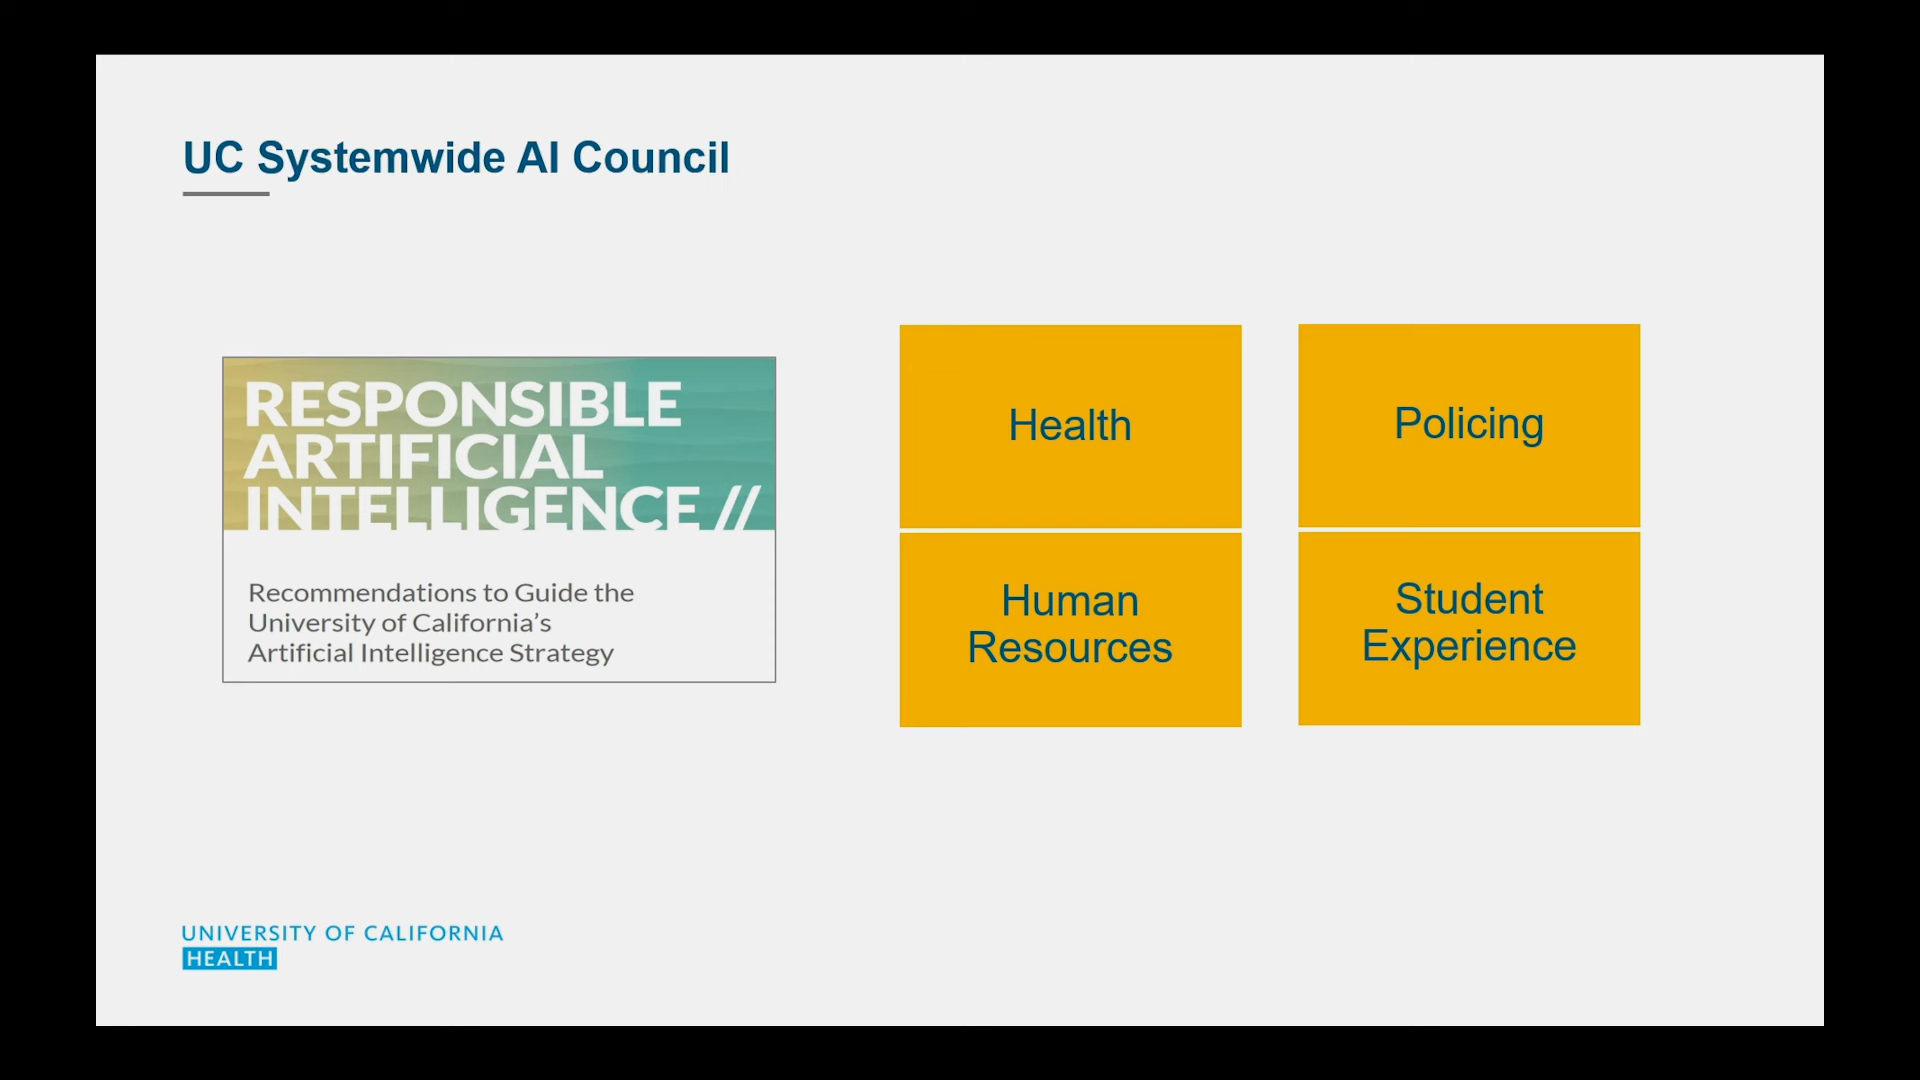 UC Systemwide AI Council
RESPONSIBLE
ARTIFICIAL
INTELLIGENCE //
Recommendations to Guide the
University of California’s
Artificial Intelligence Strategy
Health
Policing
Human
Resources
Student
Experience
UNIVERSITY OF CALIFORNIA
HEALTH